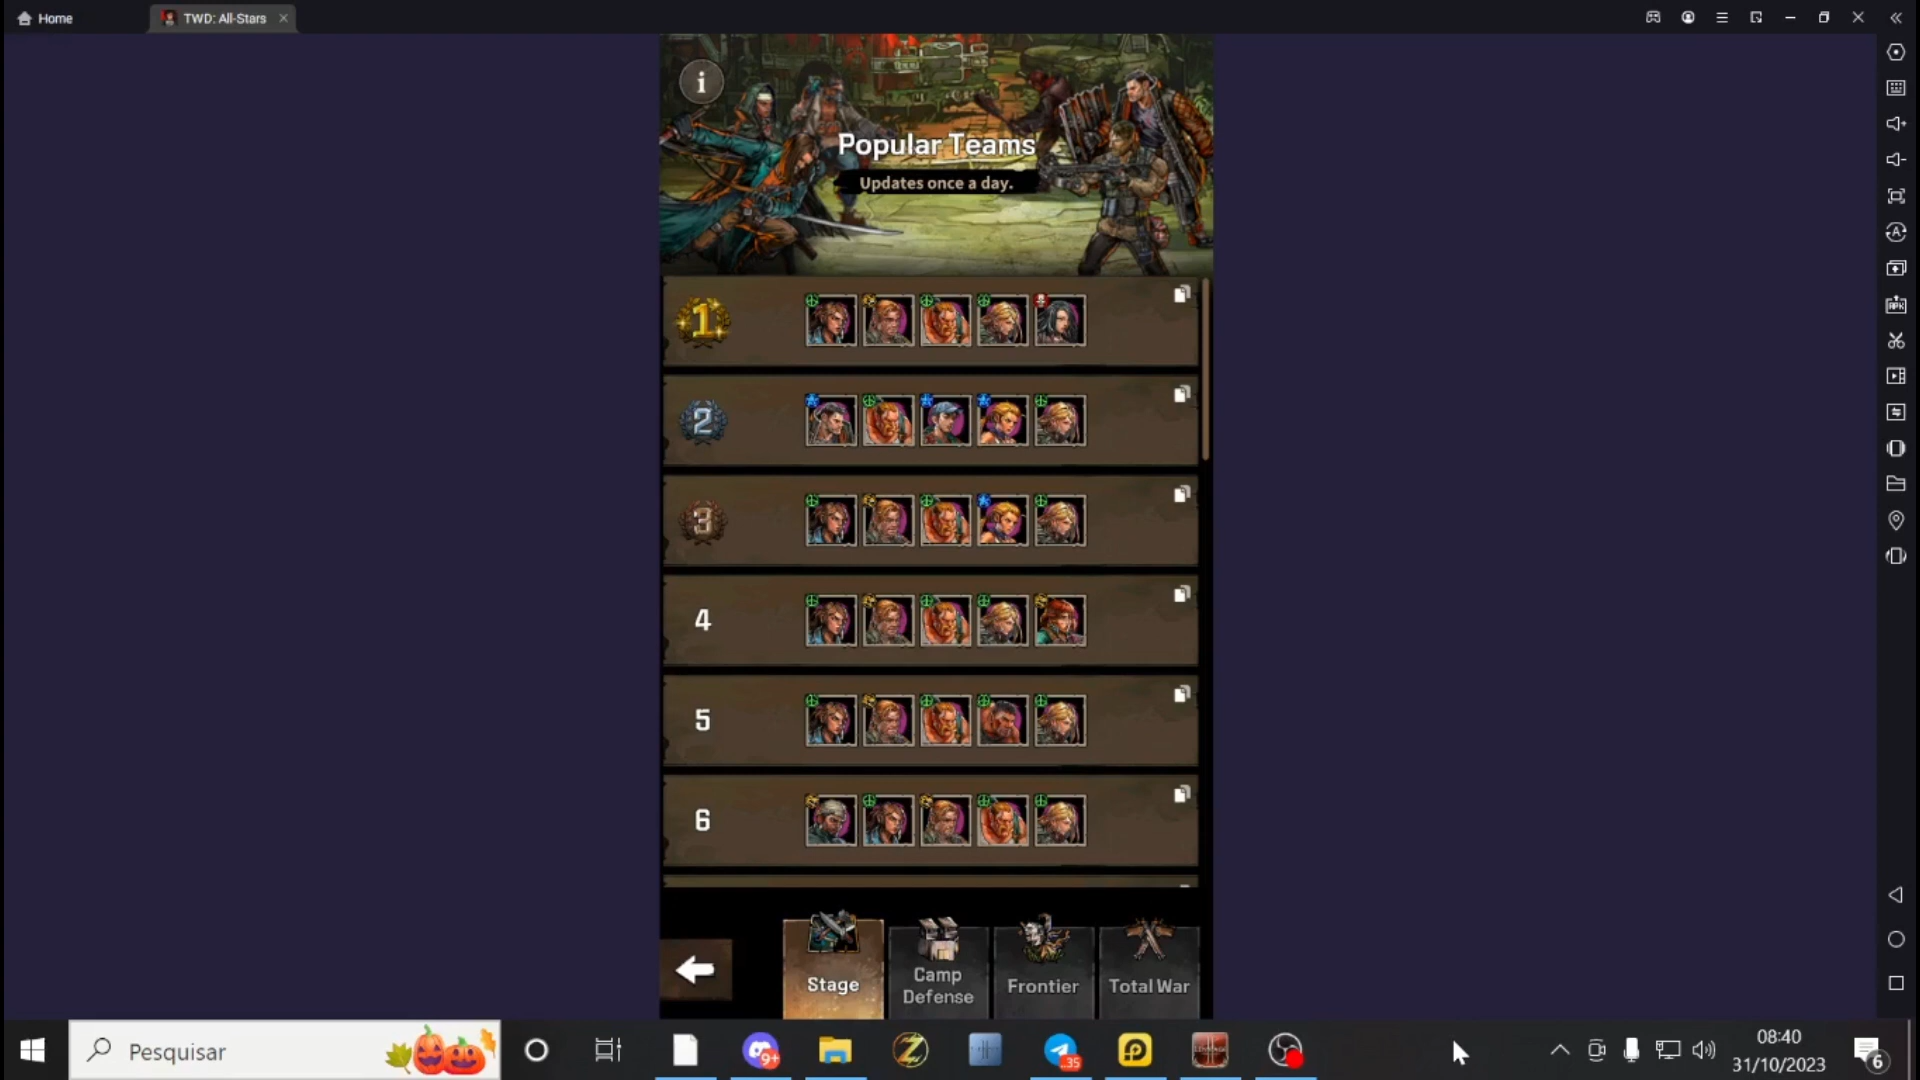 Home
TWD: All-Stars
i
Popular Teams
Updates once a day.
1
2
3
4
5
6
Stage
Camp
Defense
Frontier
Total War
Pesquisar
9+
35
08:40
31/10/2023
6